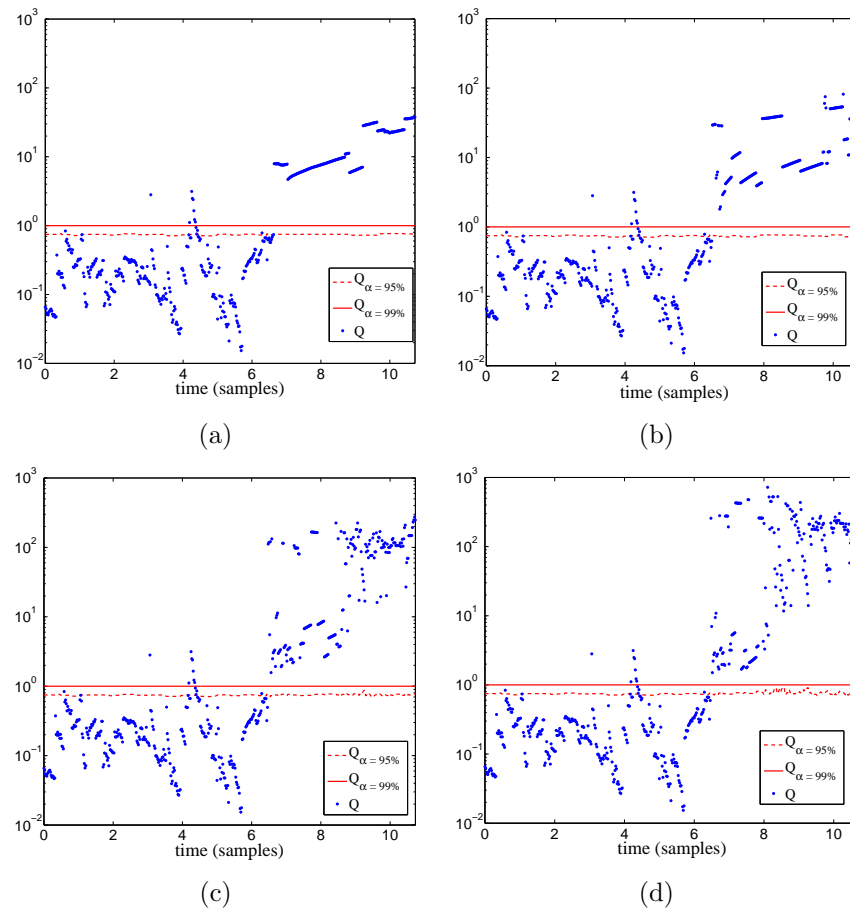 10^3
10^2
10^1
10^0
10^-1
10^-2
0 2 4 6 8 10
time (samples)
Q_α = 95%
Q_α = 99%
Q
(a)
10^3
10^2
10^1
10^0
10^-1
10^-2
0 2 4 6 8 10
time (samples)
Q_α = 95%
Q_α = 99%
Q
(b)
10^3
10^2
10^1
10^0
10^-1
10^-2
0 2 4 6 8 10
time (samples)
Q_α = 95%
Q_α = 99%
Q
(c)
10^3
10^2
10^1
10^0
10^-1
10^-2
0 2 4 6 8 10
time (samples)
Q_α = 95%
Q_α = 99%
Q
(d)